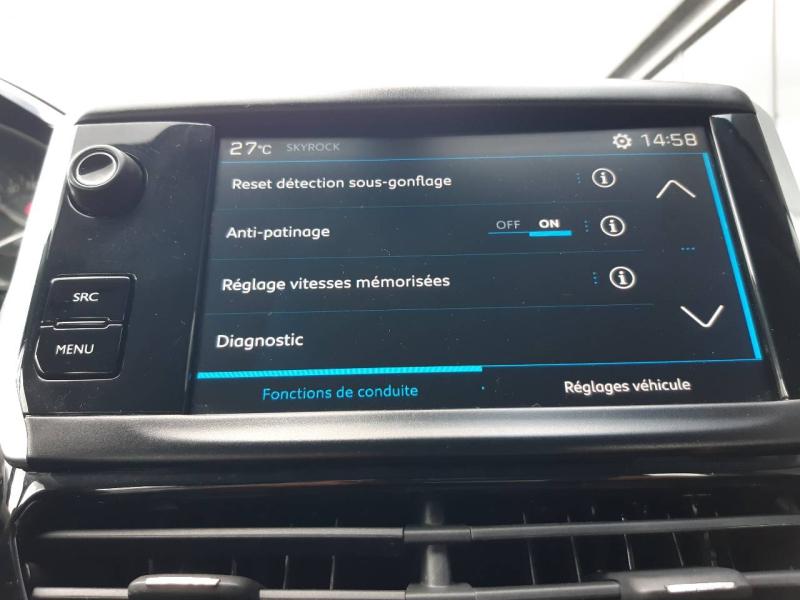 27°C SKYROCK 14:58
Reset détection sous-gonflage
Anti-patinage OFF ON
Réglage vitesses mémorisées
Diagnostic
Fonctions de conduite Réglages véhicule
SRC
MENU